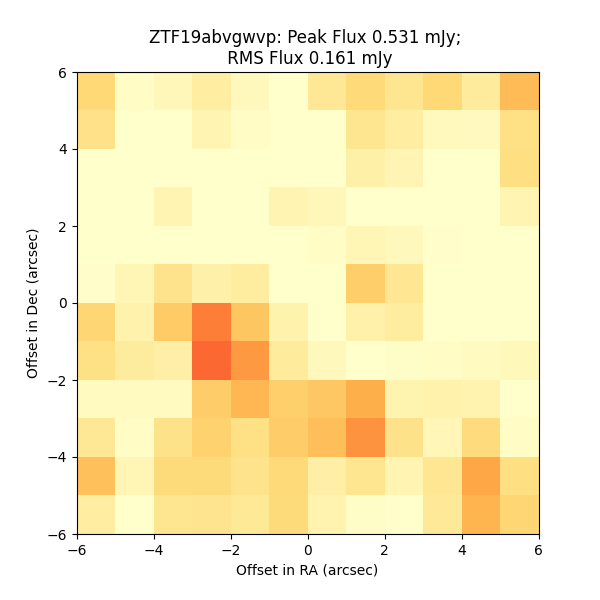 ZTF19abvgwvp: Peak Flux 0.531 mJy;
RMS Flux 0.161 mJy
6
4
2
0
−2
−4
−6
Offset in Dec (arcsec)
−6 −4 −2 0 2 4 6
Offset in RA (arcsec)